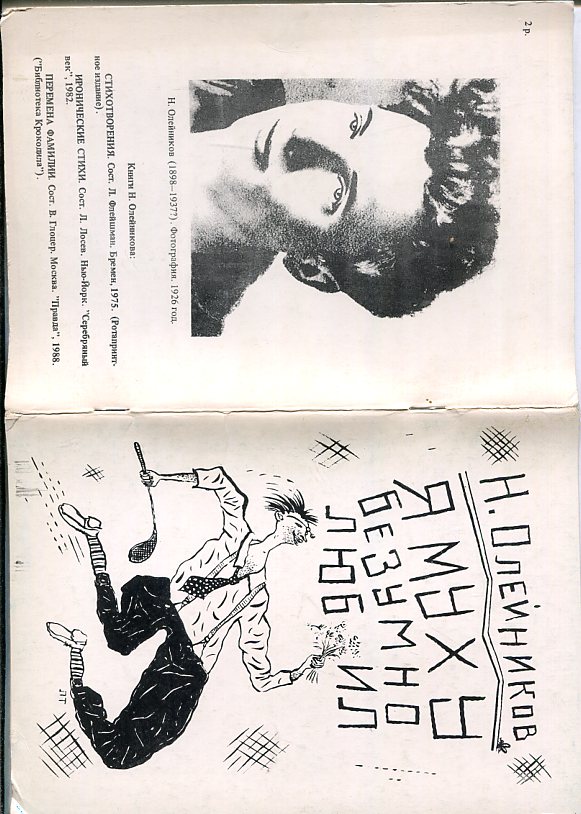 2 р.
Н. Олейников (1898—1937?). Фотография. 1926 год.
Книги Н. Олейникова:
СТИХОТВОРЕНИЯ. Сост. Л. Флейшман. Бремен, 1975. (Ротапринт-
ное издание).
ИРОНИЧЕСКИЕ СТИХИ. Сост. Л. Лосев. Нью-Йорк. "Серебряный
век", 1982.
ПЕРЕМЕНА ФАМИЛИИ. Сост. В. Глоцер. Москва. "Правда", 1988.
("Библиотека Крокодила").
Н. ОЛЕЙНИКОВ
Я МУХУ
БЕЗУМНО
ЛЮБИЛ
ЛТ